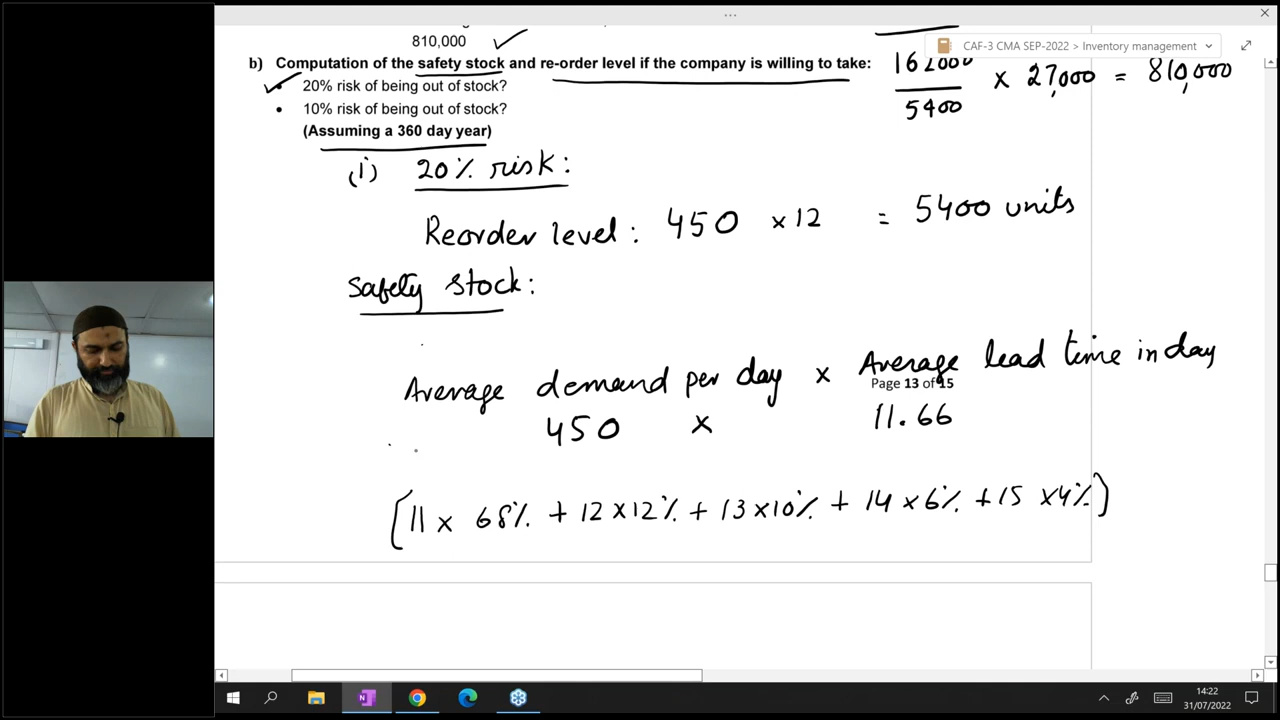 CAF-3 CMA SEP-2022 > Inventory management
810,000
b) Computation of the safety stock and re-order level if the company is willing to take:
162000
5400
× 27,000 = 810,000
• 20% risk of being out of stock?
• 10% risk of being out of stock?
(Assuming a 360 day year)
(i) 20% risk:
Reorder level: 450 × 12 = 5400 units
Safety stock:
Average demand per day × Average lead time in day
Page 13 of 15
450 × 11.66
(11 × 68% + 12 × 12% + 13 × 10% + 14 × 6% + 15 × 4%)
14:22
31/07/2022